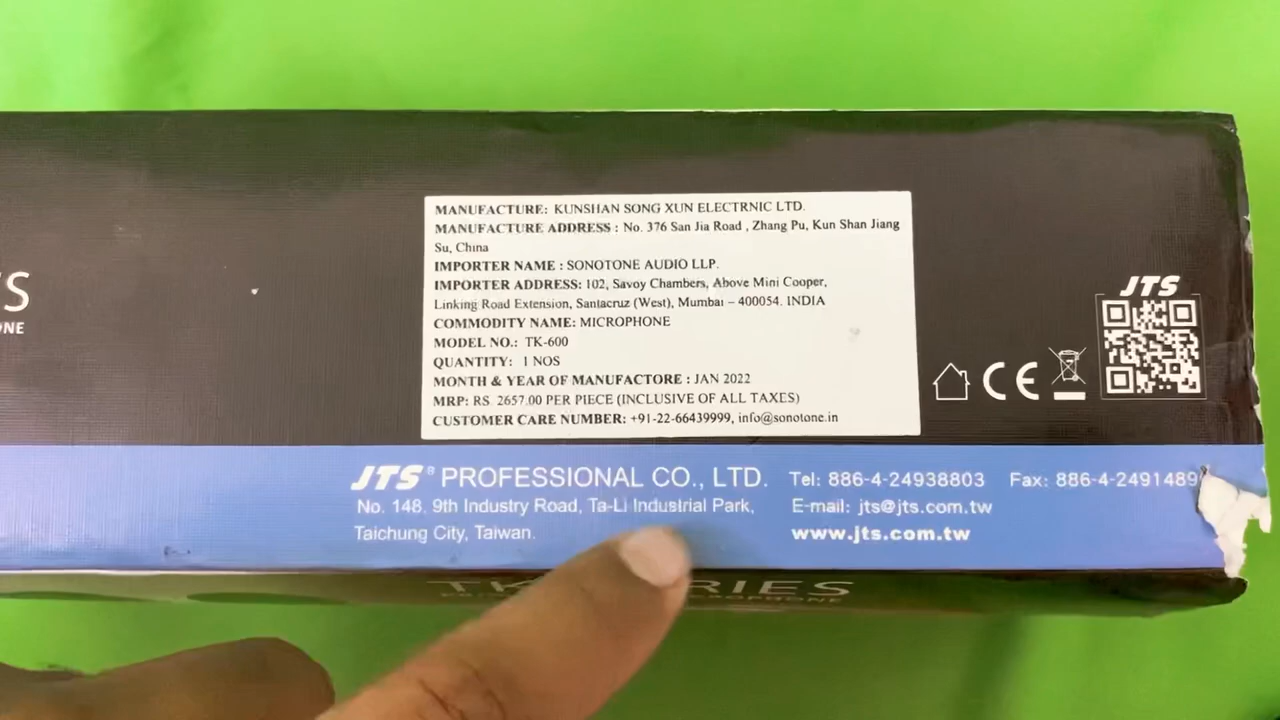 MANUFACTURE: KUNSHAN SONG XUN ELECTRNIC LTD.
MANUFACTURE ADDRESS : No. 376 San Jia Road , Zhang Pu, Kun Shan Jiang
Su, China
IMPORTER NAME : SONOTONE AUDIO LLP.
IMPORTER ADDRESS: 102, Savoy Chambers, Above Mini Cooper,
Linking Road Extension, Santacruz (West), Mumbai – 400054. INDIA
COMMODITY NAME: MICROPHONE
MODEL NO.: TK-600
QUANTITY: 1 NOS
MONTH & YEAR OF MANUFACTORE : JAN 2022
MRP: RS. 2657.00 PER PIECE (INCLUSIVE OF ALL TAXES)
CUSTOMER CARE NUMBER: +91-22-66439999, info@sonotone.in
JTS
CE
JTS® PROFESSIONAL CO., LTD.
No. 148, 9th Industry Road, Ta-Li Industrial Park,
Taichung City, Taiwan.
Tel: 886-4-24938803 Fax: 886-4-2491489
E-mail: jts@jts.com.tw
www.jts.com.tw